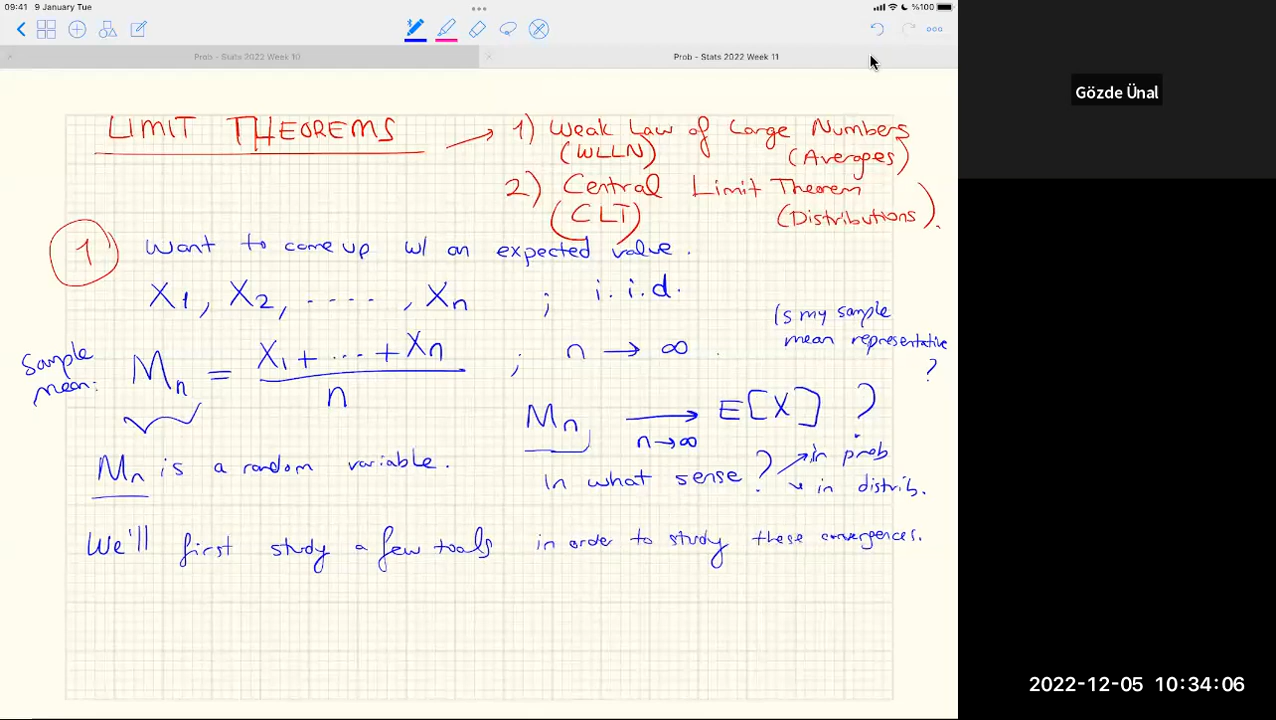 09:41 9 January Tue
%100
Prob - Stats 2022 Week 10
Prob - Stats 2022 Week 11
Gözde Ünal
LIMIT THEOREMS → 1) Weak Law of Large Numbers
(WLLN) (Averages)
2) Central Limit Theorem
(CLT) (Distributions).
1 Want to come up w/ an expected value.
X1, X2, ....., Xn ; i.i.d.
Is my sample
mean representative
?
Sample
mean: Mn = X1 + ... + Xn / n ; n → ∞
Mn → E[X] ?
n→∞
Mn is a random variable.
In what sense ? in prob
in distrib.
We'll first study a few tools in order to study these convergences.
2022-12-05 10:34:06